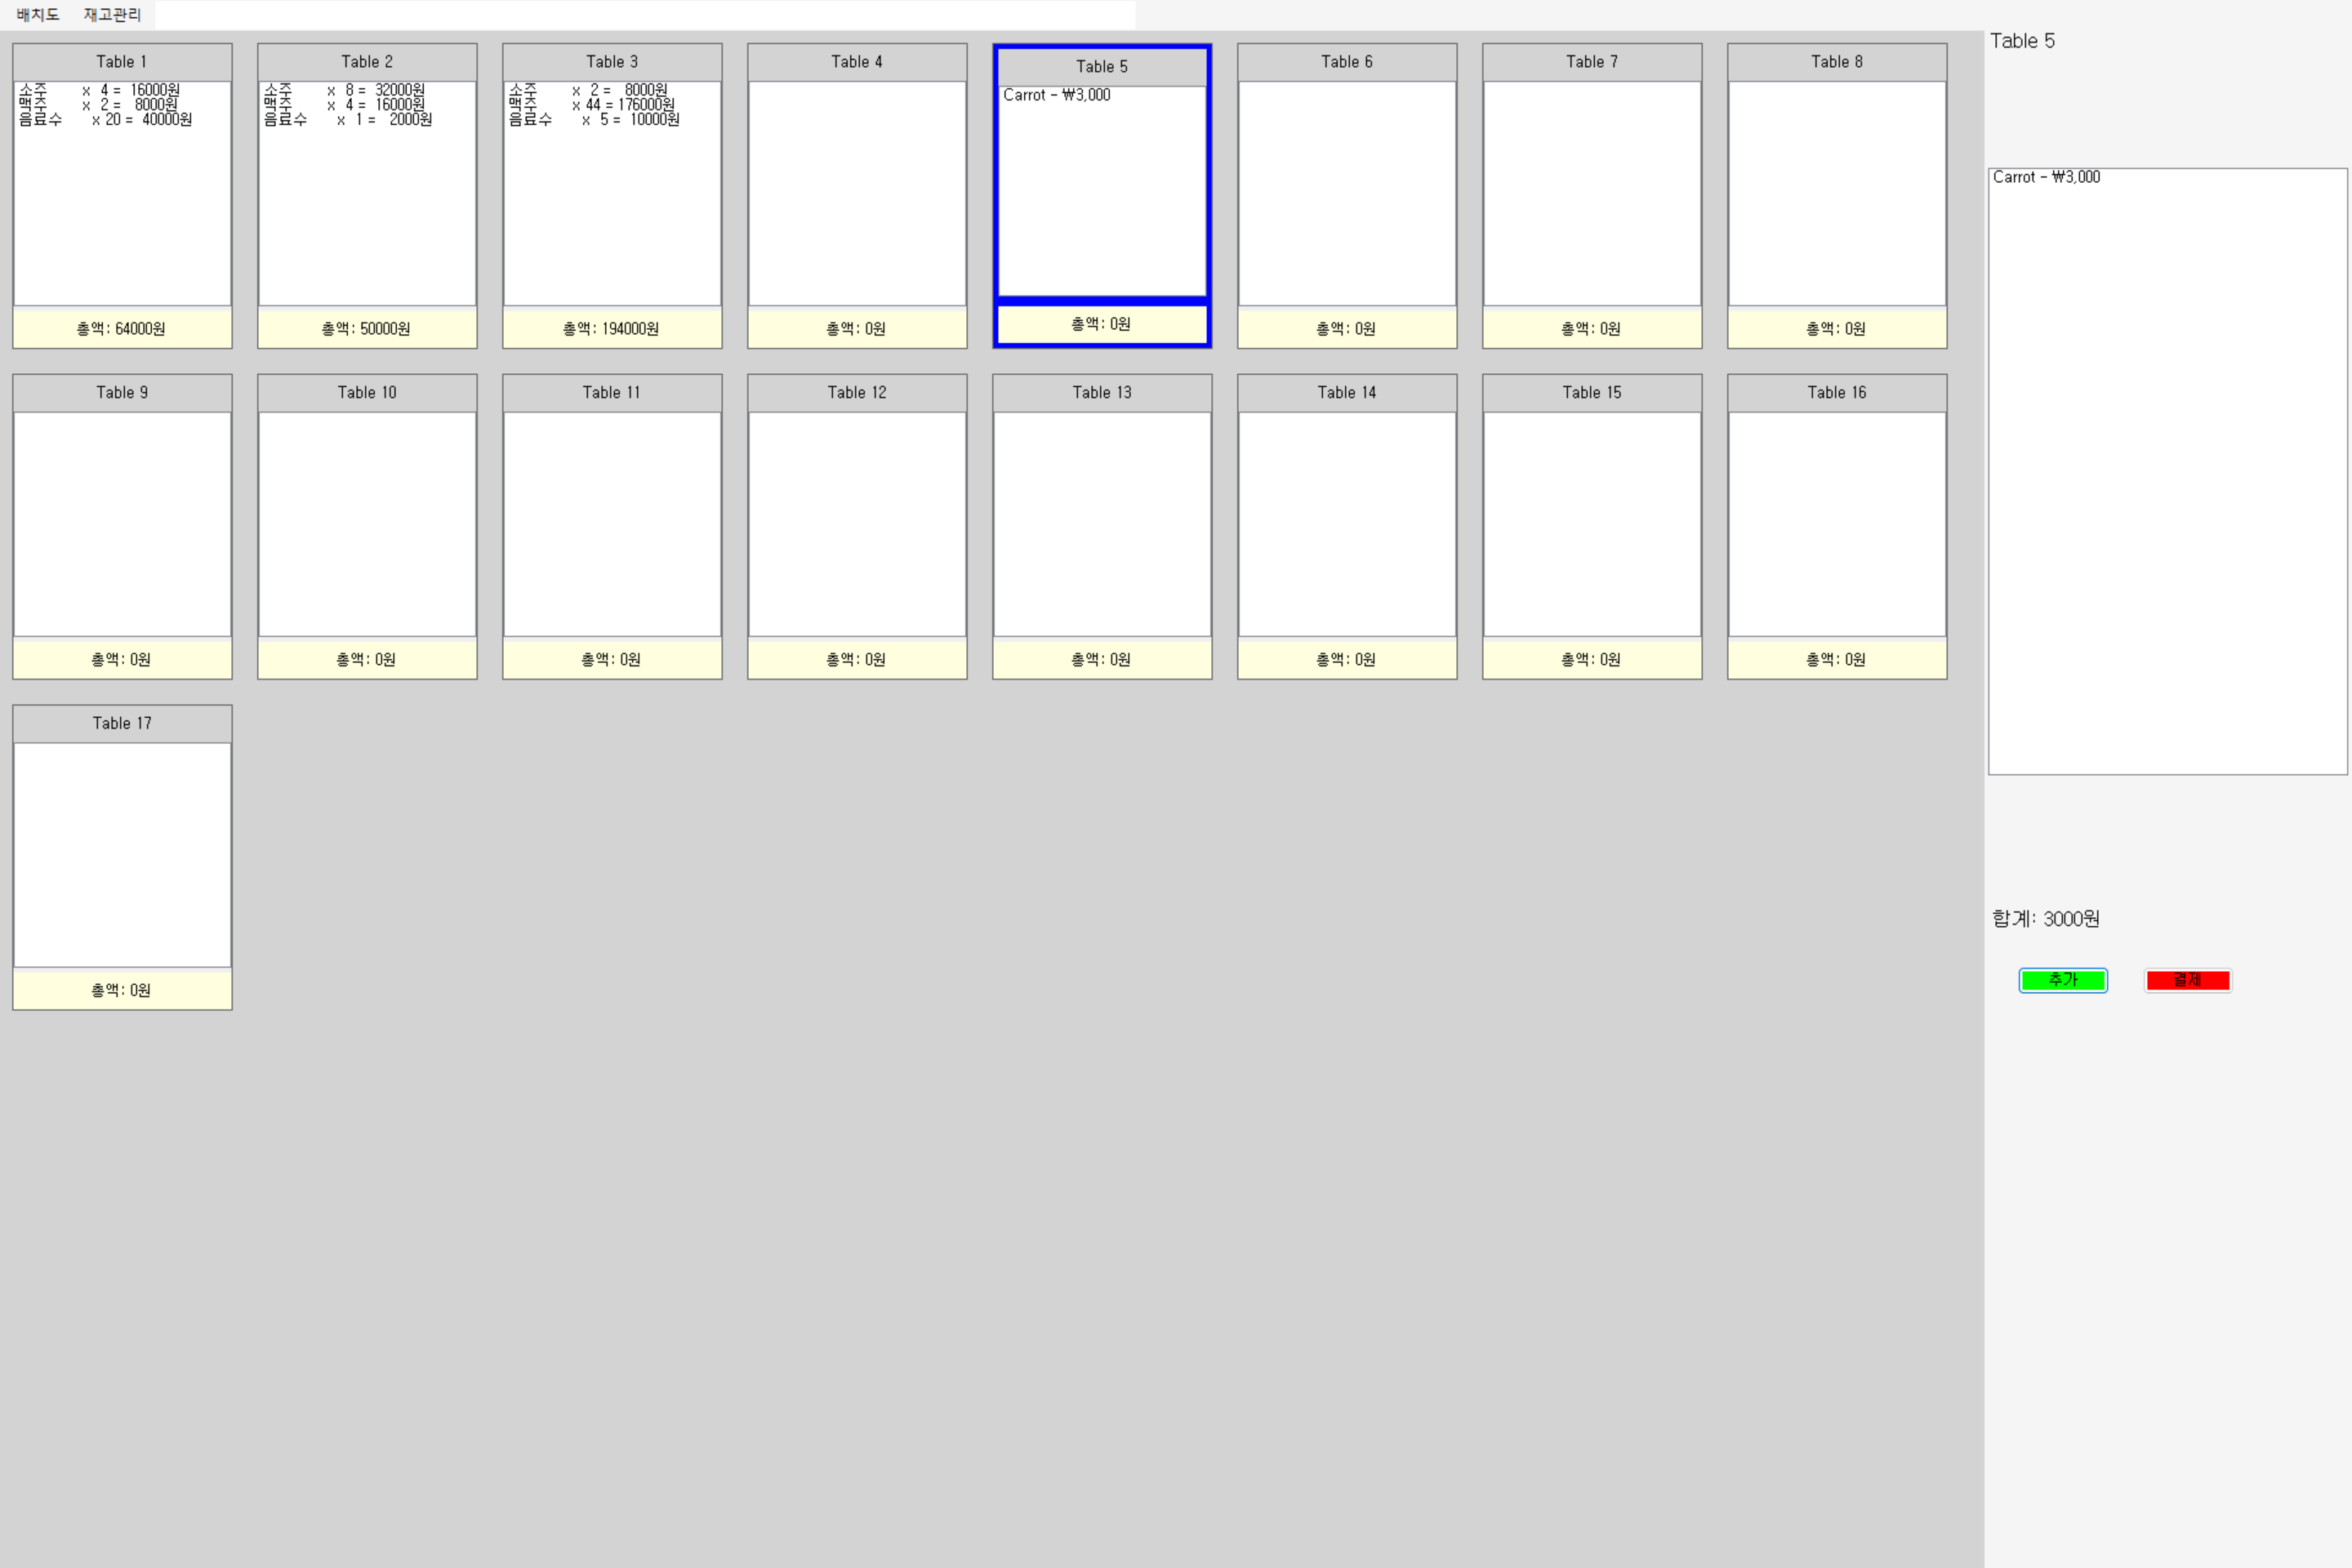 배치도 재고관리
Table 1
소주 x 4 = 16000원
맥주 x 2 = 8000원
음료수 x 20 = 40000원
총액: 64000원
Table 2
소주 x 8 = 32000원
맥주 x 4 = 16000원
음료수 x 1 = 2000원
총액: 50000원
Table 3
소주 x 2 = 8000원
맥주 x 44 = 176000원
음료수 x 5 = 10000원
총액: 194000원
Table 4
총액: 0원
Table 5
Carrot - ₩3,000
총액: 0원
Table 6
총액: 0원
Table 7
총액: 0원
Table 8
총액: 0원
Table 9
총액: 0원
Table 10
총액: 0원
Table 11
총액: 0원
Table 12
총액: 0원
Table 13
총액: 0원
Table 14
총액: 0원
Table 15
총액: 0원
Table 16
총액: 0원
Table 17
총액: 0원
Table 5
Carrot - ₩3,000
합계: 3000원
추가 결제